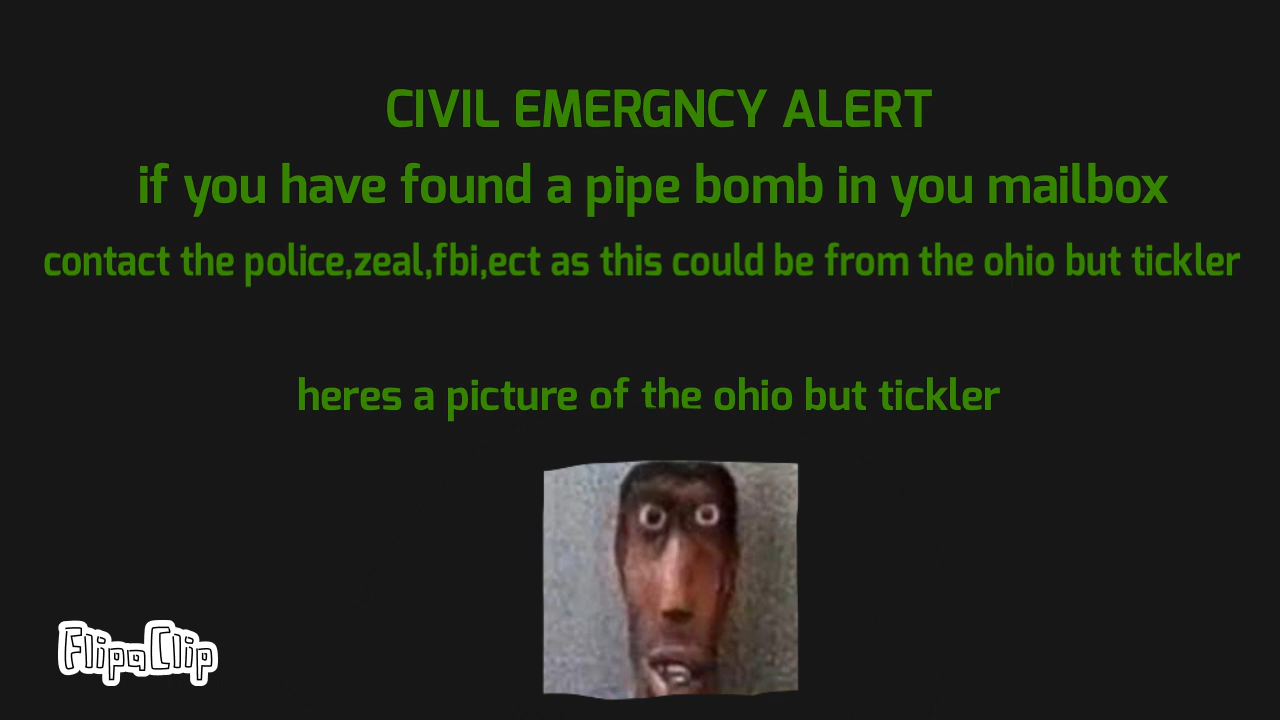 CIVIL EMERGNCY ALERT
if you have found a pipe bomb in you mailbox
contact the police,zeal,fbi,ect as this could be from the ohio but tickler
heres a picture of the ohio but tickler
FlipaClip